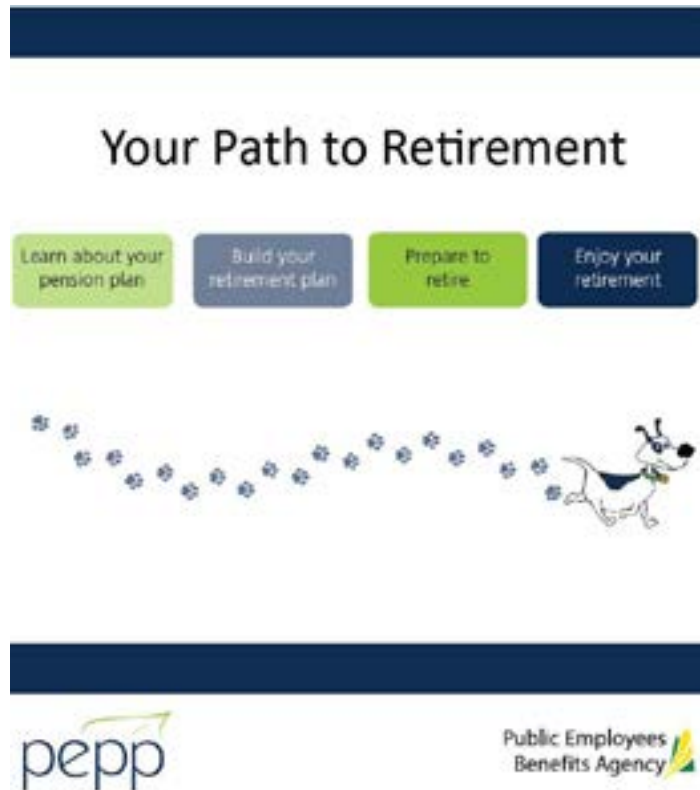 Your Path to Retirement
Learn about your
pension plan
Build your
retirement plan
Prepare to
retire
Enjoy your
retirement
pepp
Public Employees
Benefits Agency